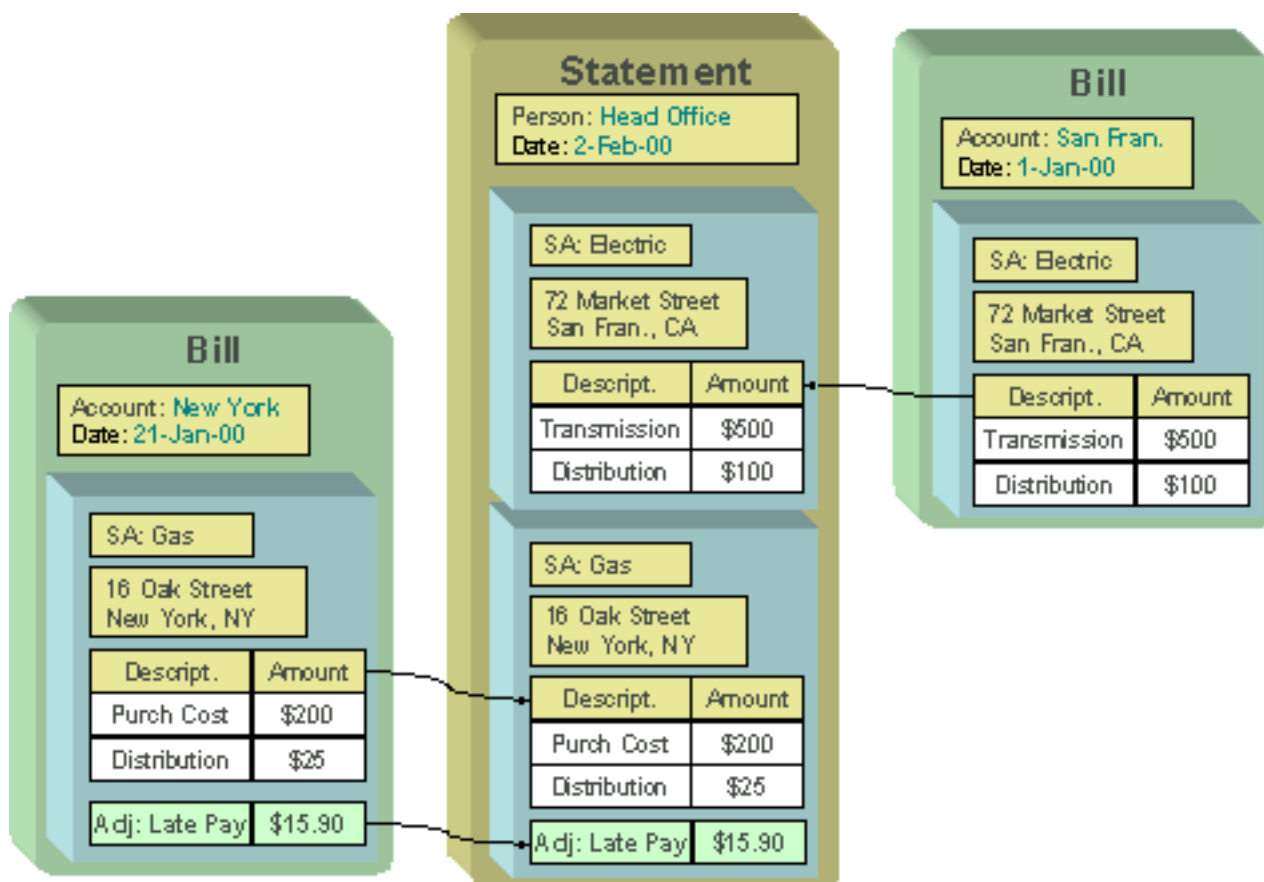 Statement
Person: Head Office
Date: 2-Feb-00
SA: Electric
72 Market Street
San Fran., CA
Descript. Amount
Transmission $500
Distribution $100
SA: Gas
16 Oak Street
New York, NY
Descript. Amount
Purch Cost $200
Distribution $25
Adj: Late Pay $15.90
Bill
Account: San Fran.
Date: 1-Jan-00
SA: Electric
72 Market Street
San Fran., CA
Descript. Amount
Transmission $500
Distribution $100
Bill
Account: New York
Date: 21-Jan-00
SA: Gas
16 Oak Street
New York, NY
Descript. Amount
Purch Cost $200
Distribution $25
Adj: Late Pay $15.90